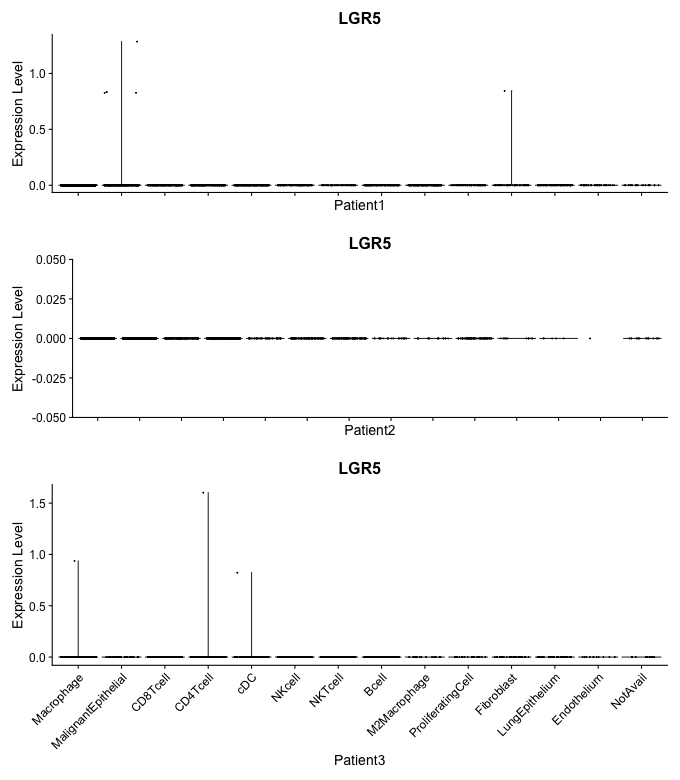 LGR5
Expression Level
1.0
0.5
0.0
Patient1
LGR5
Expression Level
0.050
0.025
0.000
-0.025
-0.050
Patient2
LGR5
Expression Level
1.5
1.0
0.5
0.0
Macrophage
MalignantEpithelial
CD8Tcell
CD4Tcell
cDC
NKcell
NKTcell
Bcell
M2Macrophage
ProliferatingCell
Fibroblast
LungEpithelium
Endothelium
NotAvail
Patient3